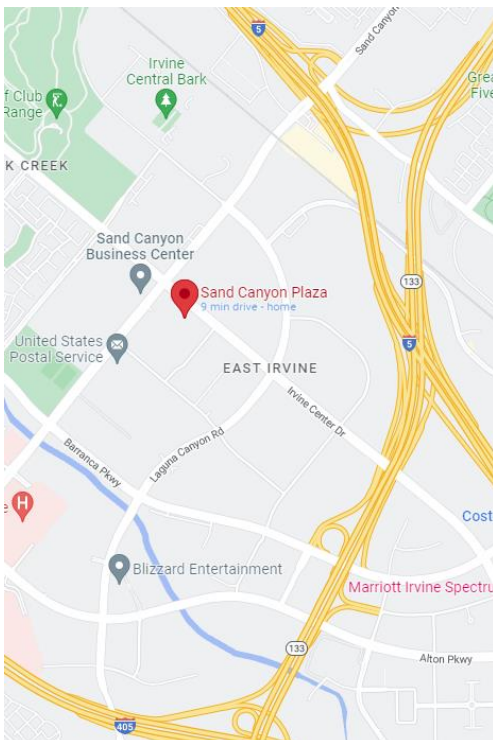 5
Sand Canyon
Irvine
Central Bark
Grea
Five
f Club
Range
K CREEK
Sand Canyon
Business Center
133
Sand Canyon Plaza
9 min drive - home
United States
Postal Service
5
EAST IRVINE
Irvine Center Dr
Laguna Canyon Rd
Barranca Pkwy
H
e
Cost
Blizzard Entertainment
Marriott Irvine Spectru
133
Alton Pkwy
405